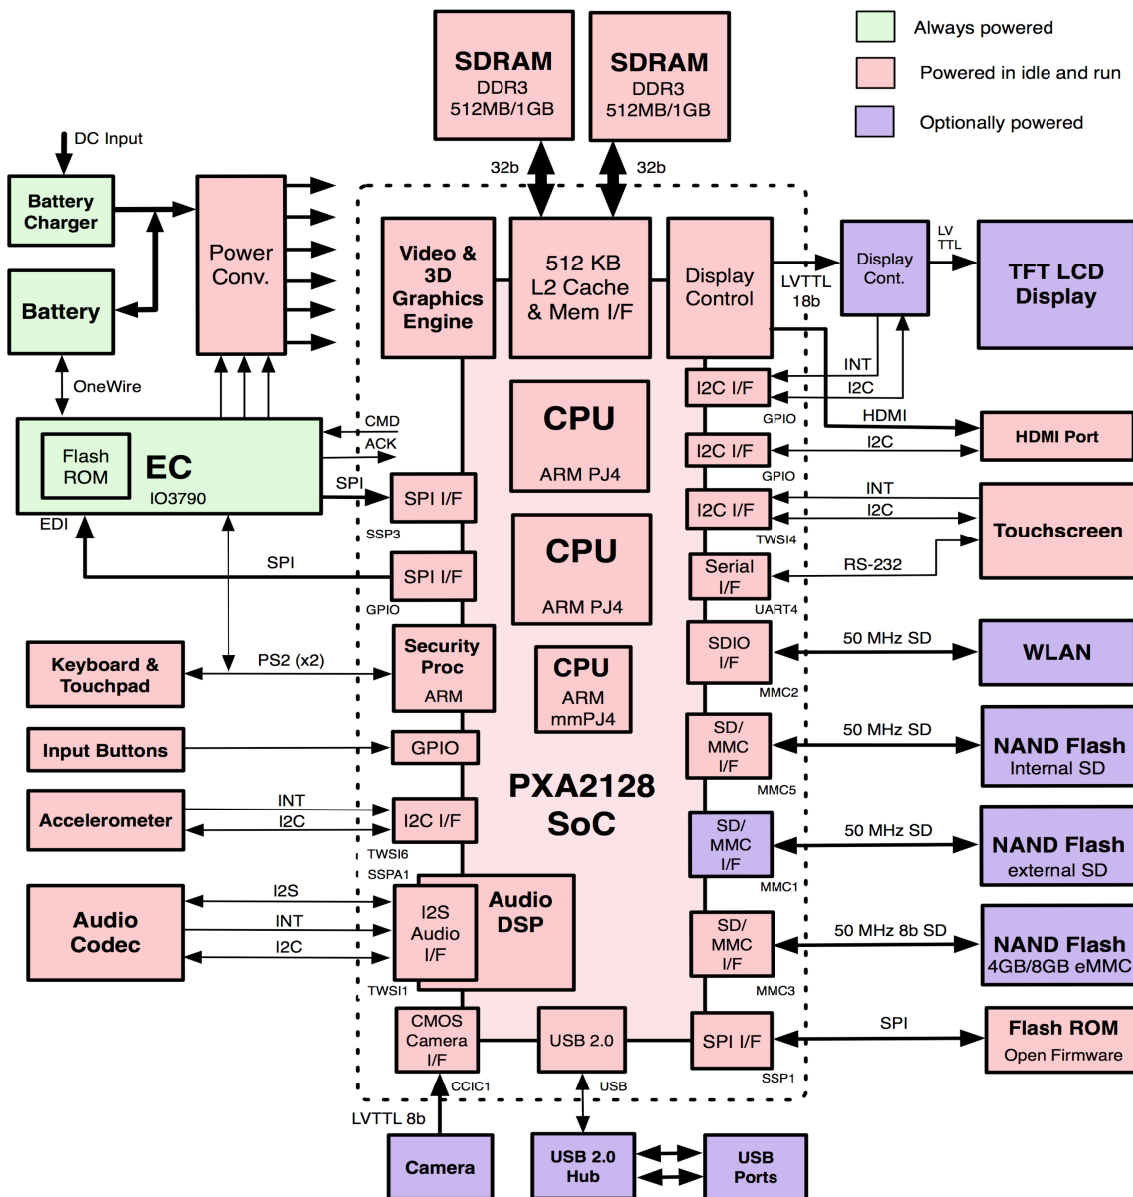 SDRAM
DDR3
512MB/1GB
SDRAM
DDR3
512MB/1GB
Always powered
Powered in idle and run
Optionally powered
DC Input
32b
32b
Battery
Charger
Power
Conv.
Battery
OneWire
Video &
3D
Graphics
Engine
512 KB
L2 Cache
& Mem I/F
Display
Control
LVTTL
18b
Display
Cont.
LV
TTL
TFT LCD
Display
INT
I2C
I2C I/F
GPIO
HDMI
HDMI Port
I2C I/F
I2C
GPIO
CPU
ARM PJ4
Flash
ROM
EC
IO3790
CMD
ACK
SPI
EDI
SPI I/F
SSP3
I2C I/F
TWSI4
INT
I2C
Touchscreen
CPU
ARM PJ4
SPI
SPI I/F
GPIO
Serial
I/F
UART4
RS-232
Keyboard &
Touchpad
PS2 (x2)
Security
Proc
ARM
CPU
ARM
mmPJ4
SDIO
I/F
MMC2
50 MHz SD
WLAN
Input Buttons
GPIO
SD/
MMC
I/F
MMC5
50 MHz SD
NAND Flash
Internal SD
PXA2128
SoC
Accelerometer
INT
I2C
I2C I/F
TWSI6
SD/
MMC
I/F
MMC1
50 MHz SD
NAND Flash
external SD
SSPA1
Audio
Codec
I2S
INT
I2C
I2S
Audio
I/F
TWSI1
Audio
DSP
SD/
MMC
I/F
MMC3
50 MHz 8b SD
NAND Flash
4GB/8GB eMMC
CMOS
Camera
I/F
CCIC1
USB 2.0
USB
SPI I/F
SSP1
SPI
Flash ROM
Open Firmware
LVTTL 8b
Camera
USB 2.0
Hub
USB
Ports